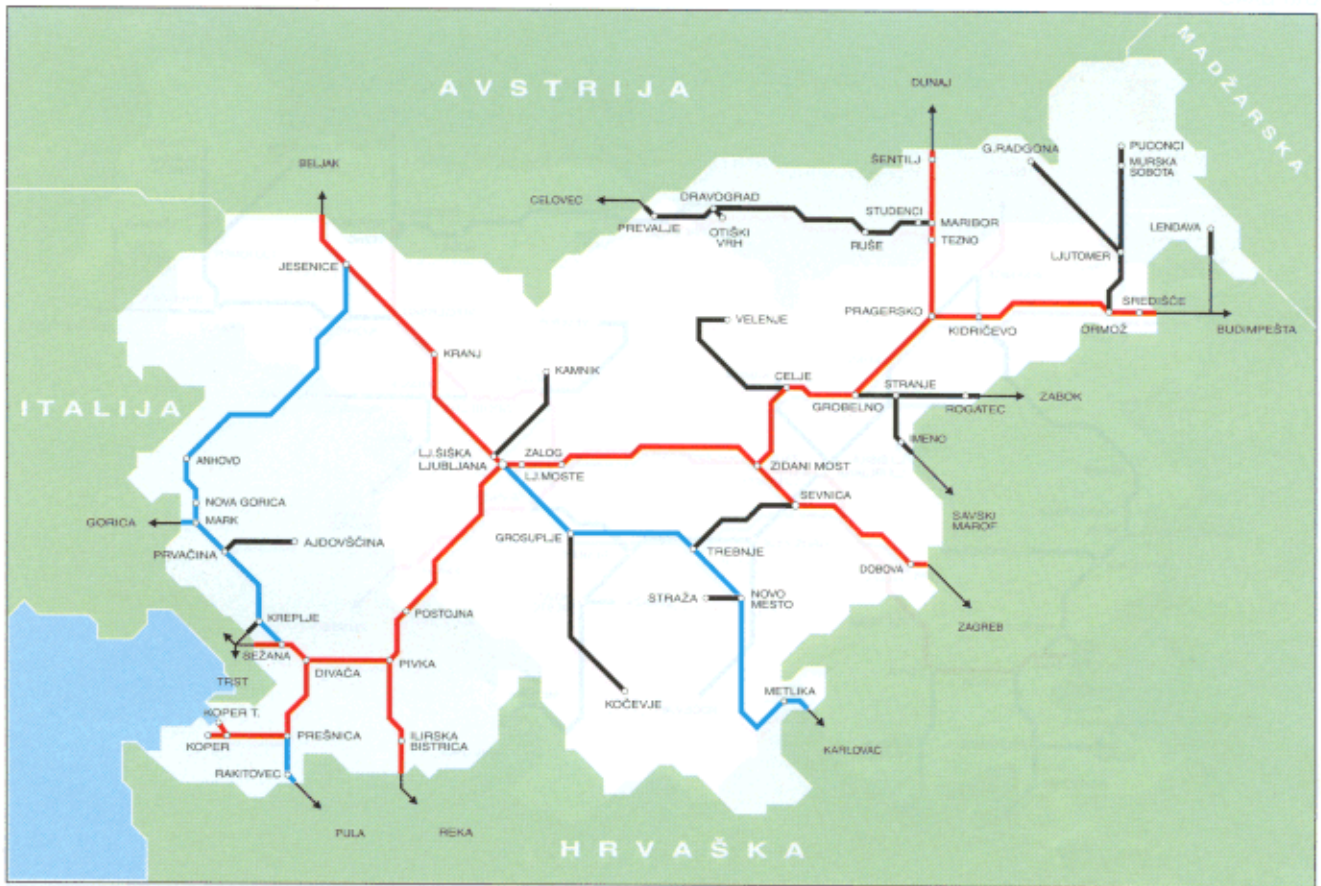 MADŽARSKA
AVSTRIJA
DUNAJ
BELJAK
ŠENTILJ
G.RADGONA
PUCONCI
MURSKA
SOBOTA
CELOVEC
DRAVOGRAD
PREVALJE
OTIŠKI
VRH
STUDENCI
MARIBOR
RUŠE
TEZNO
LENDAVA
LJUTOMER
JESENICE
VELENJE
PRAGERSKO
KIDRIČEVO
ORMOŽ
SREDIŠČE
BUDIMPEŠTA
KRANJ
KAMNIK
CELJE
GROBELNO
STRANJE
ROGATEC
ZABOK
ITALIJA
IMENO
LJ.ŠIŠKA
LJUBLJANA
ZALOG
LJ.MOSTE
ZIDANI MOST
ANHOVO
SEVNICA
SAVSKI
MAROF
NOVA GORICA
GORICA
MARK
PRVAČINA
AJDOVŠČINA
GROSUPLJE
TREBNJE
DOBOVA
STRAŽA
NOVO
MESTO
POSTOJNA
KREPLJE
ZAGREB
SEŽANA
TRST
DIVAČA
PIVKA
KOČEVJE
METLIKA
KOPER T.
KOPER
PREŠNICA
ILIRSKA
BISTRICA
KARLOVAC
RAKITOVEC
PULA
REKA
HRVAŠKA